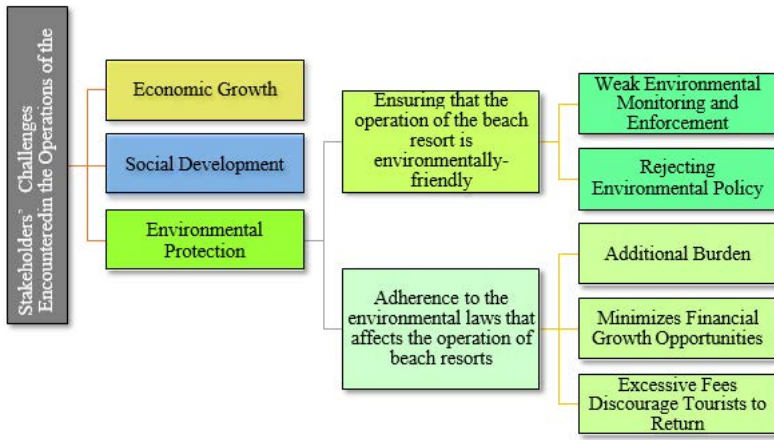 Stakeholders` Challenges
Encounteredin the Operations of the
Economic Growth
Social Development
Environmental
Protection
Ensuring that the
operation of the beach
resort is
environmentally-
friendly
Adherence to the
environmental laws that
affects the operation of
beach resorts
Weak Environmental
Monitoring and
Enforcement
Rejecting
Environmental Policy
Additional Burden
Minimizes Financial
Growth Opportunities
Excessive Fees
Discourage Tourists to
Return